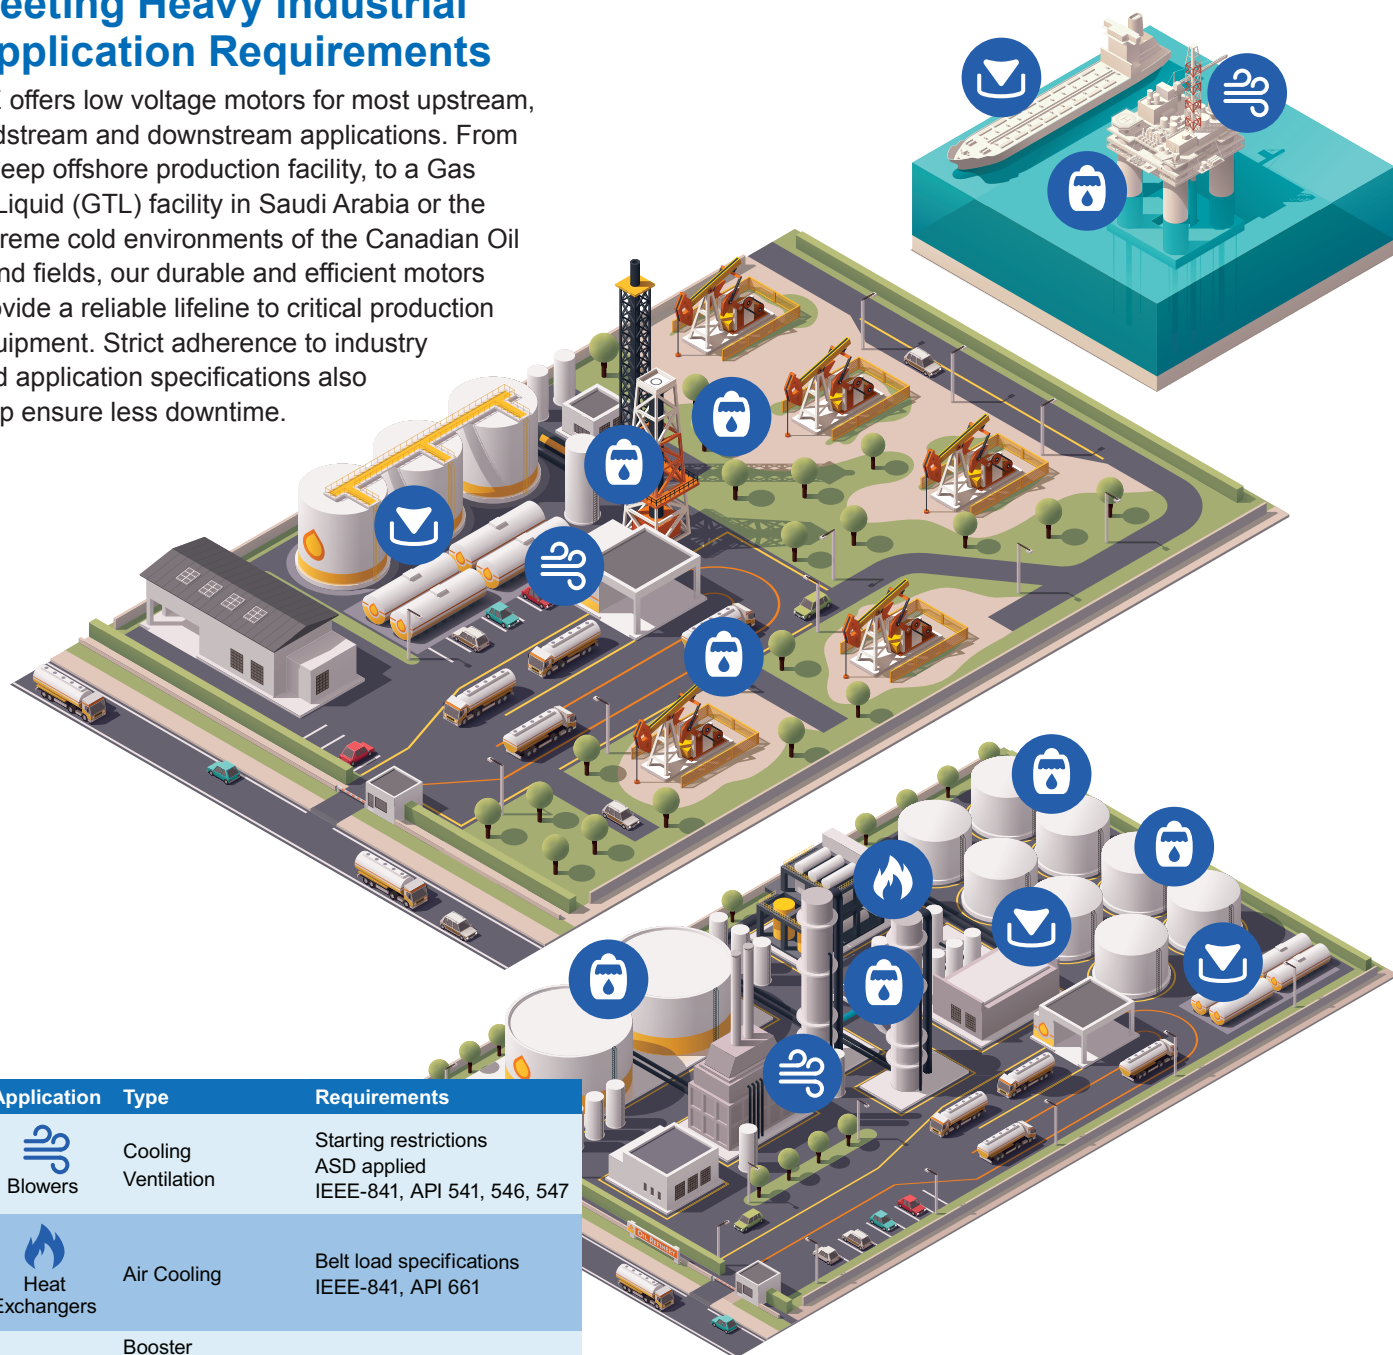 eeting Heavy Industrial
pplication Requirements
offers low voltage motors for most upstream,
dstream and downstream applications. From
eep offshore production facility, to a Gas
Liquid (GTL) facility in Saudi Arabia or the
reme cold environments of the Canadian Oil
nd fields, our durable and efficient motors
ovide a reliable lifeline to critical production
uipment. Strict adherence to industry
d application specifications also
p ensure less downtime.
Application Type Requirements
Blowers
Cooling
Ventilation
Starting restrictions
ASD applied
IEEE-841, API 541, 546, 547
Heat
Exchangers
Air Cooling
Belt load specifications
IEEE-841, API 661
Booster
OIL REFINERY